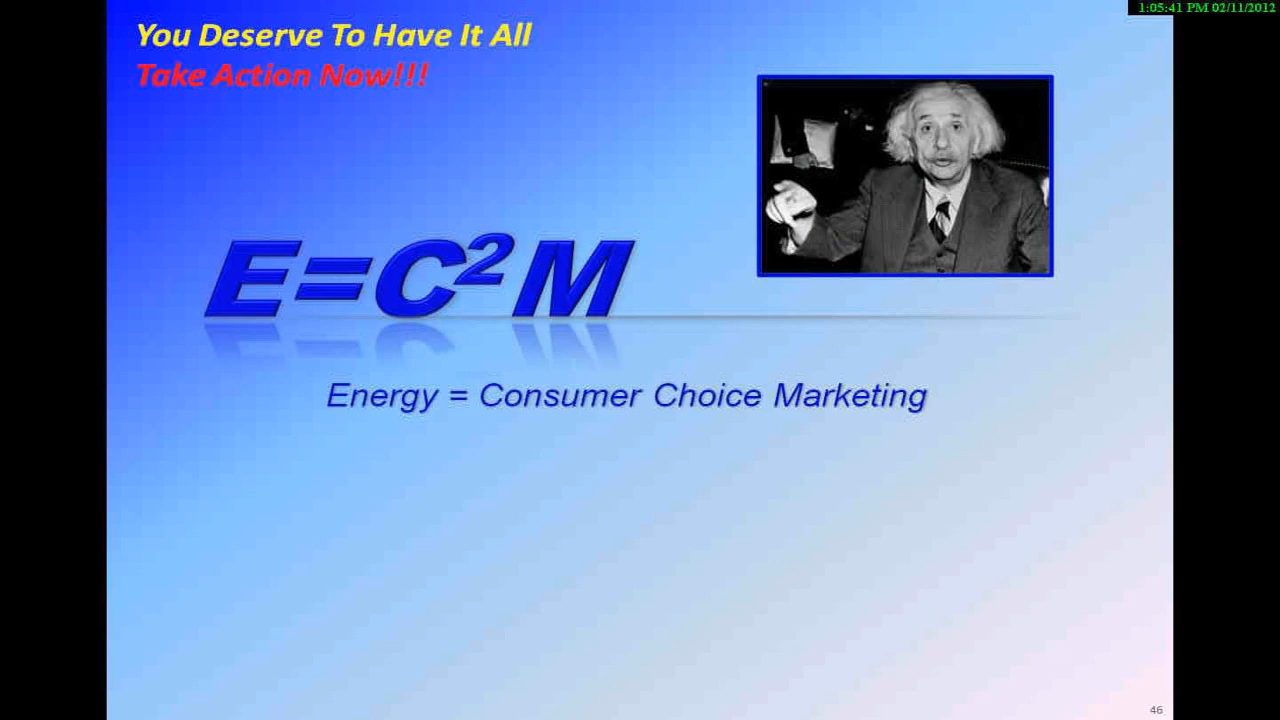 1:05:41 PM 02/11/2012
You Deserve To Have It All
Take Action Now!!!
E=C²M
Energy = Consumer Choice Marketing
46